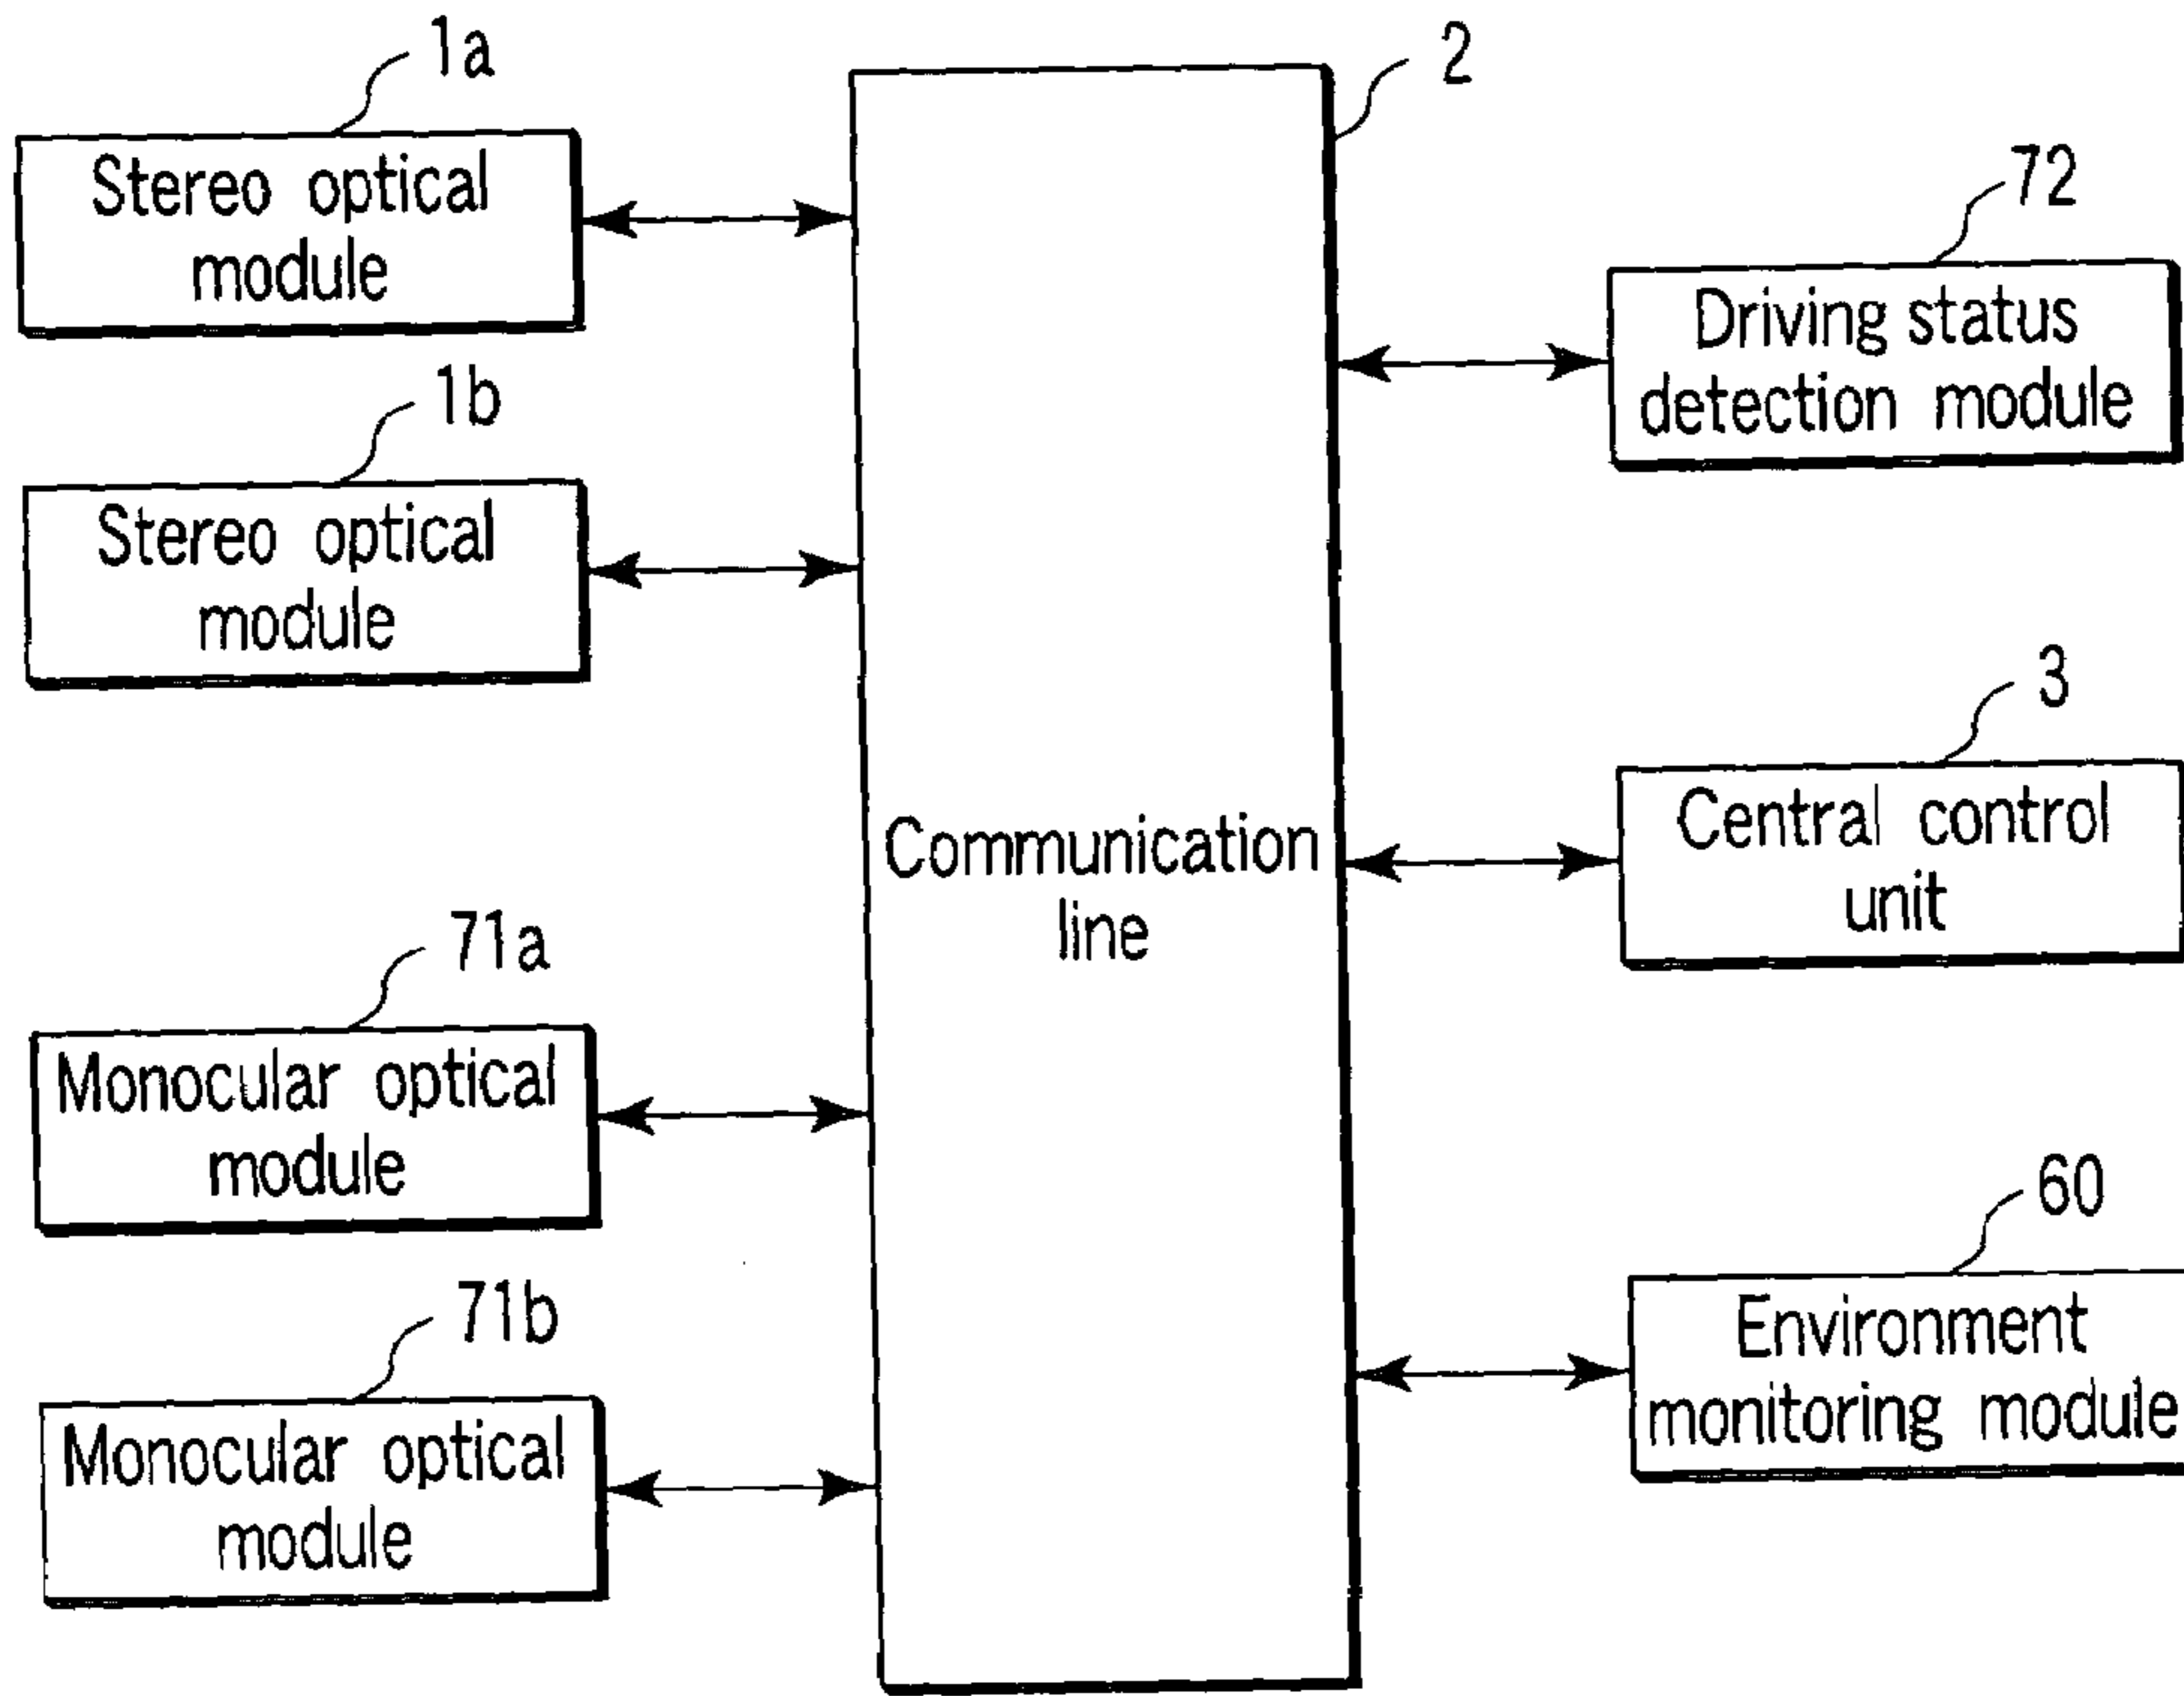 1a
Stereo optical
module
1b
Stereo optical
module
71a
Monocular optical
module
71b
Monocular optical
module
2
Communication
line
72
Driving status
detection module
3
Central control
unit
60
Environment
monitoring module